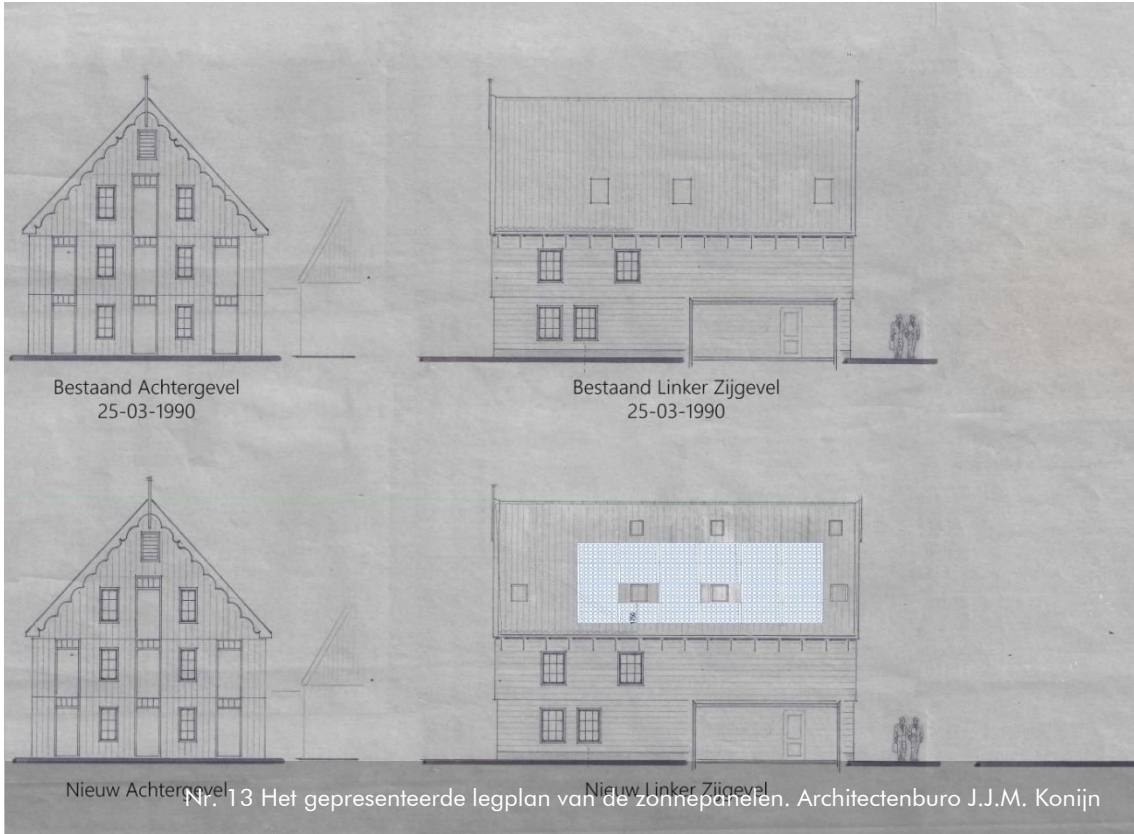 Bestaand Achtergevel
25-03-1990
Bestaand Linker Zijgevel
25-03-1990
Nieuw Achtergevel
Nieuw Linker Zijgevel
Nr. 13 Het gepresenteerde legplan van de zonnepanelen. Architectenburo J.J.M. Konijn